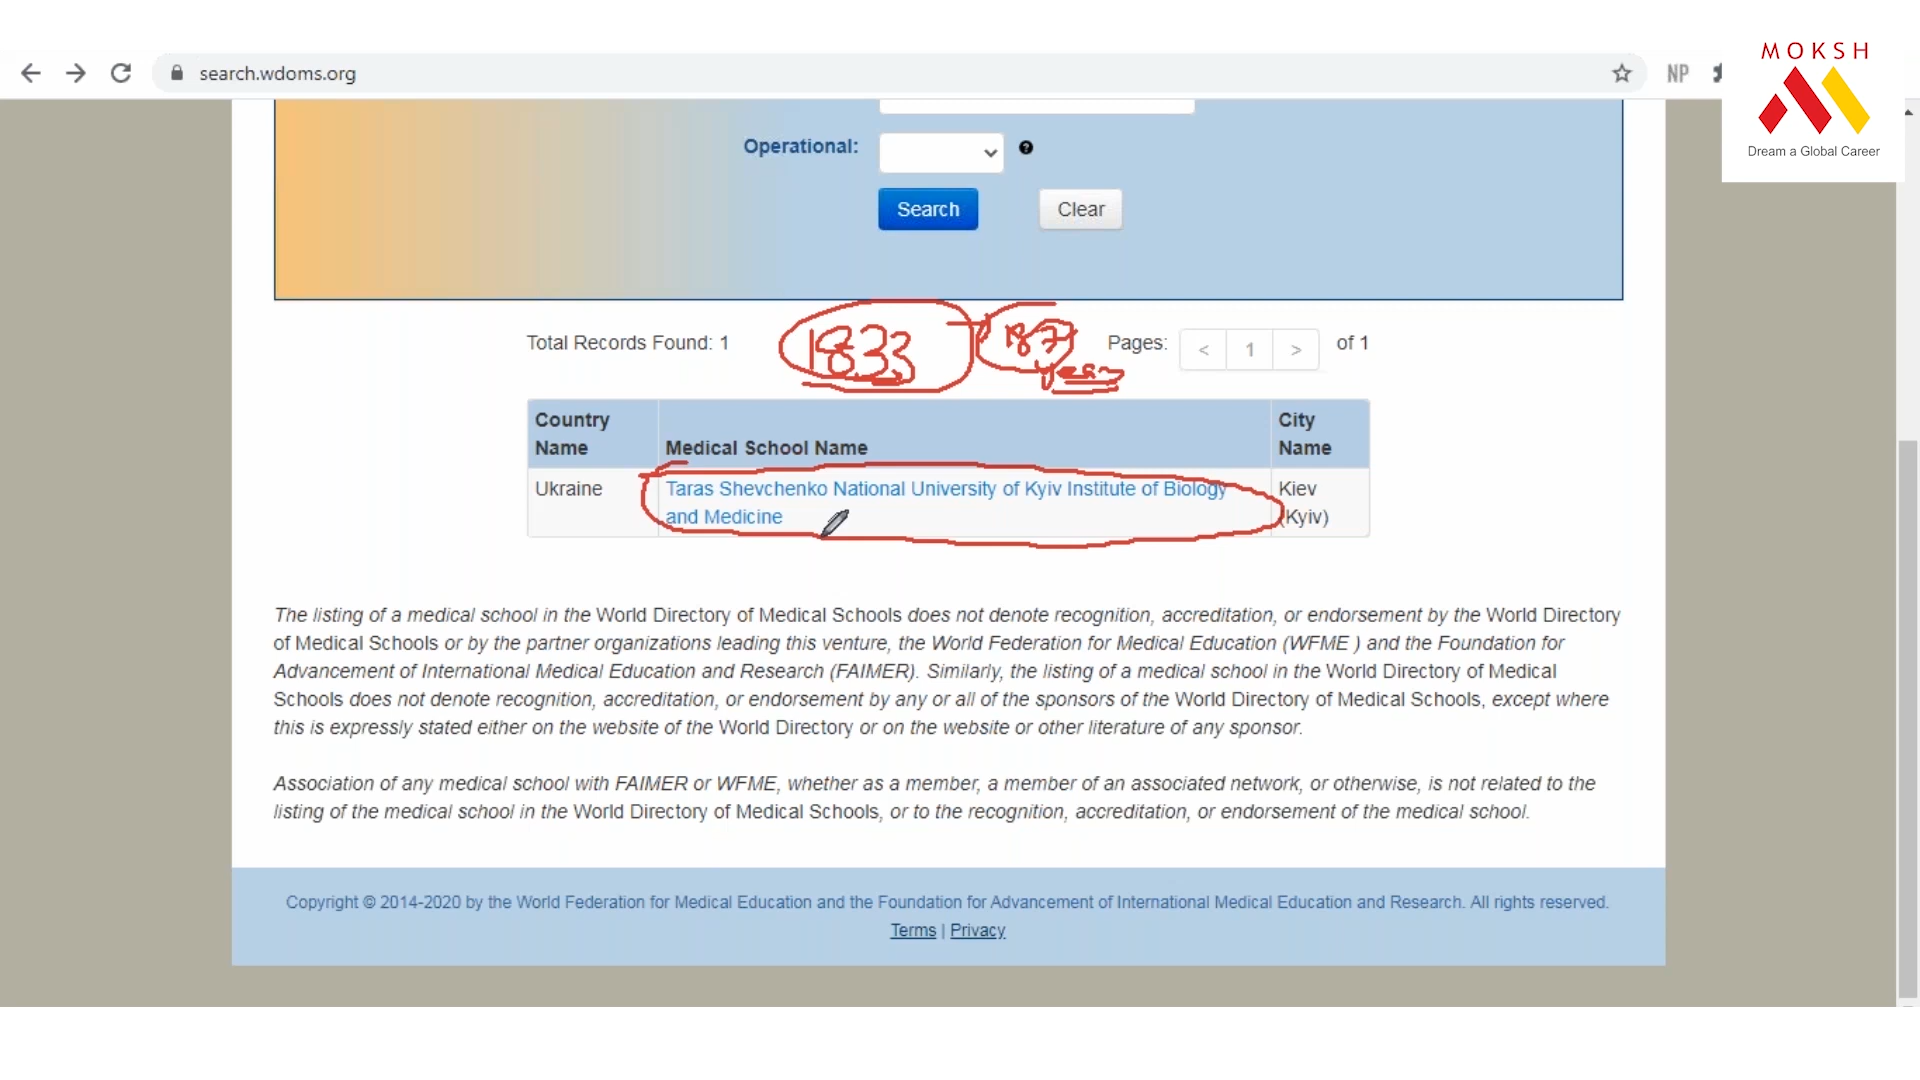 search.wdoms.org
NP
MOKSH
Dream a Global Career
Operational:
Search Clear
Total Records Found: 1
1833
187
years
Pages: < 1 > of 1
Country Name
Medical School Name
City Name
Ukraine
Taras Shevchenko National University of Kyiv Institute of Biology
and Medicine
Kiev
(Kyiv)
The listing of a medical school in the World Directory of Medical Schools does not denote recognition, accreditation, or endorsement by the World Directory
of Medical Schools or by the partner organizations leading this venture, the World Federation for Medical Education (WFME ) and the Foundation for
Advancement of International Medical Education and Research (FAIMER). Similarly, the listing of a medical school in the World Directory of Medical
Schools does not denote recognition, accreditation, or endorsement by any or all of the sponsors of the World Directory of Medical Schools, except where
this is expressly stated either on the website of the World Directory or on the website or other literature of any sponsor.
Association of any medical school with FAIMER or WFME, whether as a member, a member of an associated network, or otherwise, is not related to the
listing of the medical school in the World Directory of Medical Schools, or to the recognition, accreditation, or endorsement of the medical school.
Copyright © 2014-2020 by the World Federation for Medical Education and the Foundation for Advancement of International Medical Education and Research. All rights reserved.
Terms | Privacy